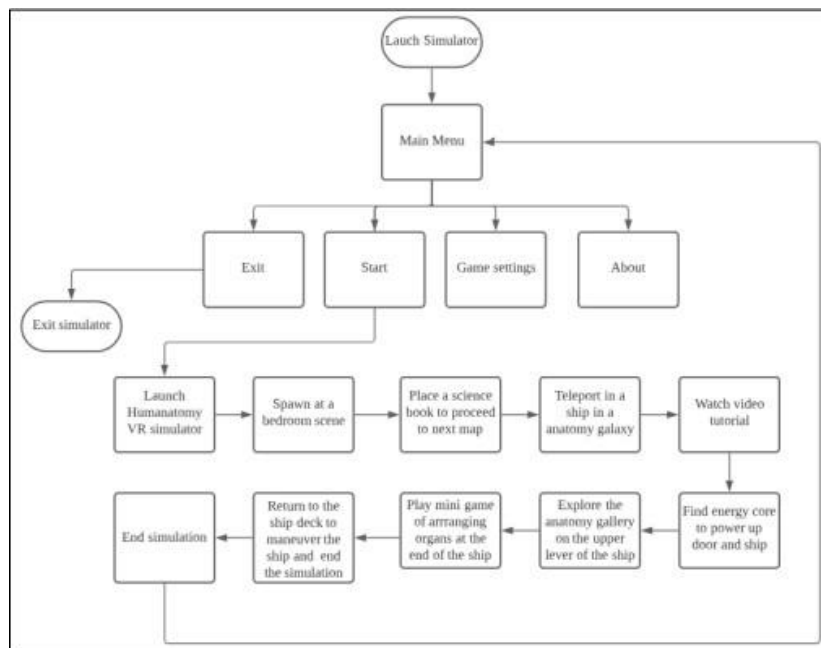 Lauch Simulator
Main Menu
Exit
Start
Game settings
About
Exit simulator
Launch
Humanatomy
VR simulator
Spawn at a
bedroom scene
Place a science
book to proceed
to next map
Teleport in a
ship in a
anatomy galaxy
Watch video
tutorial
Find energy core
to power up
door and ship
Explore the
anatomy gallery
on the upper
lever of the ship
Play mini game
of arrranging
organs at the
end of the ship
Return to the
ship deck to
maneuver the
ship and end
the simulation
End simulation